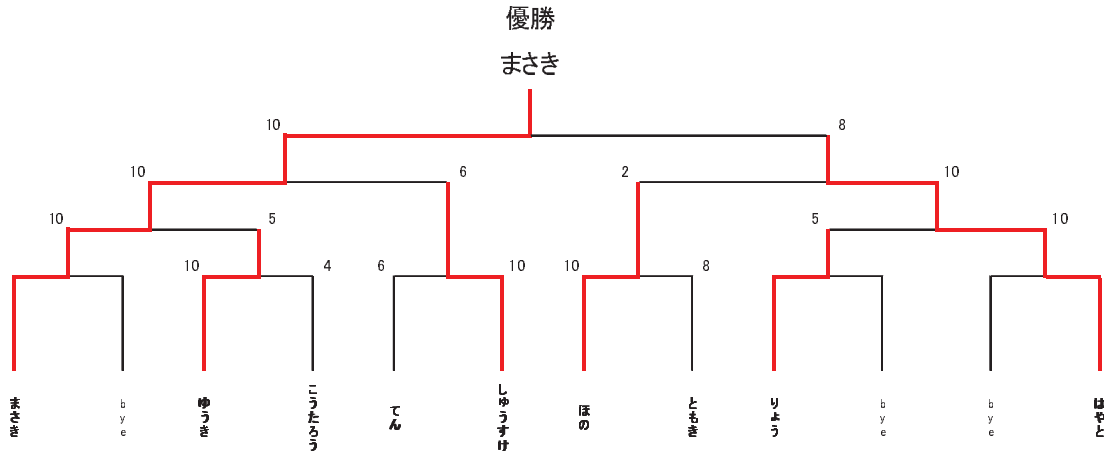 優勝
まさき
10 8
10 6 2 10
10 5 5 10
10 4 6 10 10 8
まさき
bye
ゆうき
こうたろう
てん
しゅうすけ
ほの
ともき
りょう
bye
bye
はやと